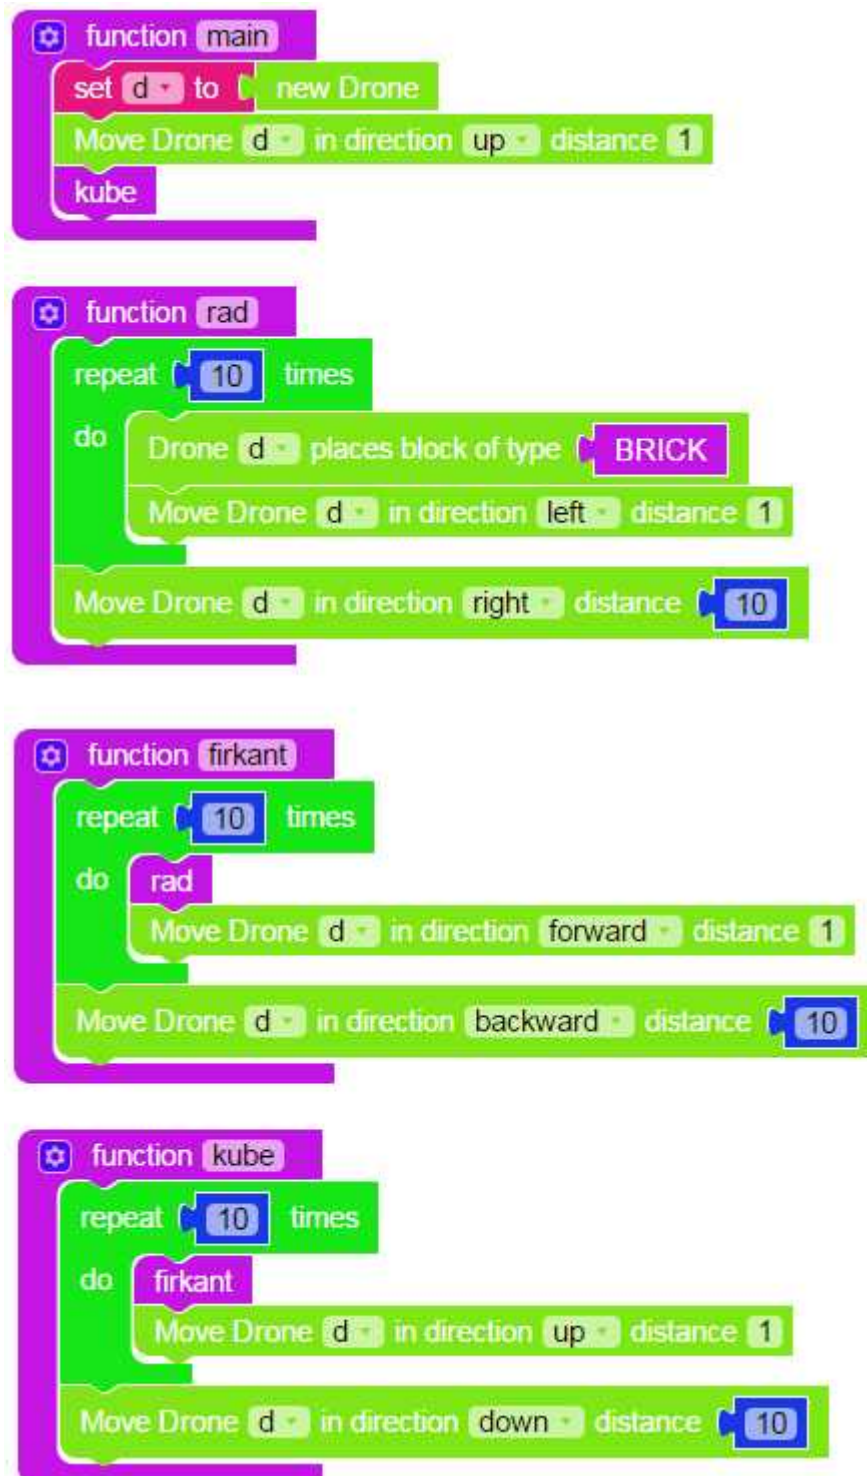 function main
set d to new Drone
Move Drone d in direction up distance 1
kube
function rad
repeat 10 times
do Drone d places block of type BRICK
Move Drone d in direction left distance 1
Move Drone d in direction right distance 10
function firkant
repeat 10 times
do rad
Move Drone d in direction forward distance 1
Move Drone d in direction backward distance 10
function kube
repeat 10 times
do firkant
Move Drone d in direction up distance 1
Move Drone d in direction down distance 10